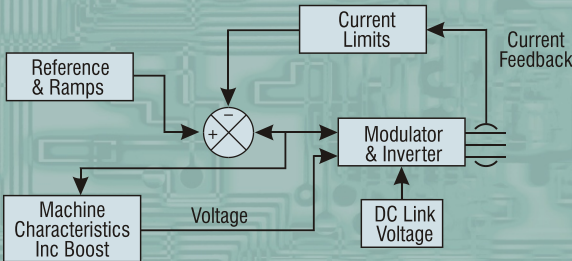 Current
Limits
Current
Feedback
Reference
& Ramps
−
+
Modulator
& Inverter
Machine
Characteristics
Inc Boost
Voltage
DC Link
Voltage